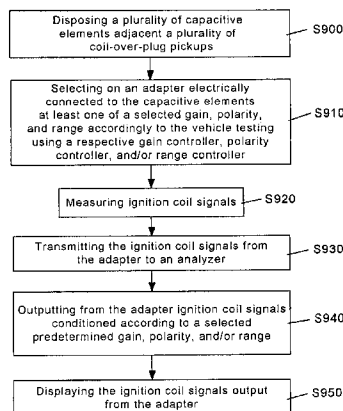 Disposing a plurality of capacitive
elements adjacent a plurality of
coil-over-plug pickups
S900
Selecting on an adapter electrically
connected to the capacitive elements
at least one of a selected gain, polarity,
and range accordingly to the vehicle testing
using a respective gain controller, polarity
controller, and/or range controller
S910
Measuring ignition coil signals
S920
Transmitting the ignition coil signals from
the adapter to an analyzer
S930
Outputting from the adapter ignition coil signals
conditioned according to a selected
predetermined gain, polarity, and/or range
S940
Displaying the ignition coil signals output
from the adapter
S950